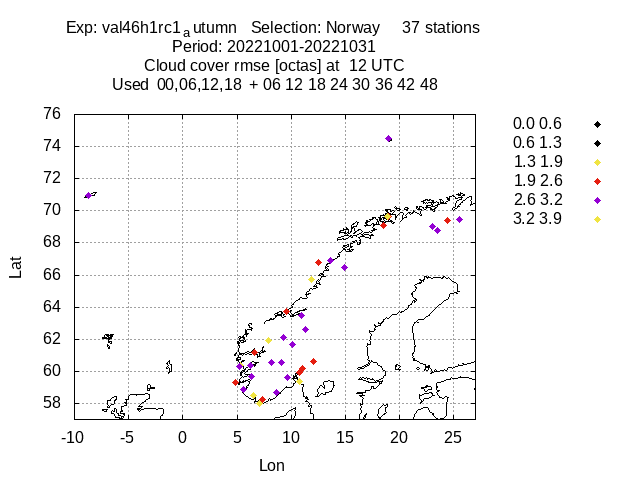 Exp: val46h1rc1autumn Selection: Norway 37 stations
Period: 20221001-20221031
Cloud cover rmse [octas] at 12 UTC
Used 00,06,12,18 + 06 12 18 24 30 36 42 48
76
74
72
70
68
66
64
62
60
58
Lat
-10 -5 0 5 10 15 20 25
Lon
0.0 0.6
0.6 1.3
1.3 1.9
1.9 2.6
2.6 3.2
3.2 3.9